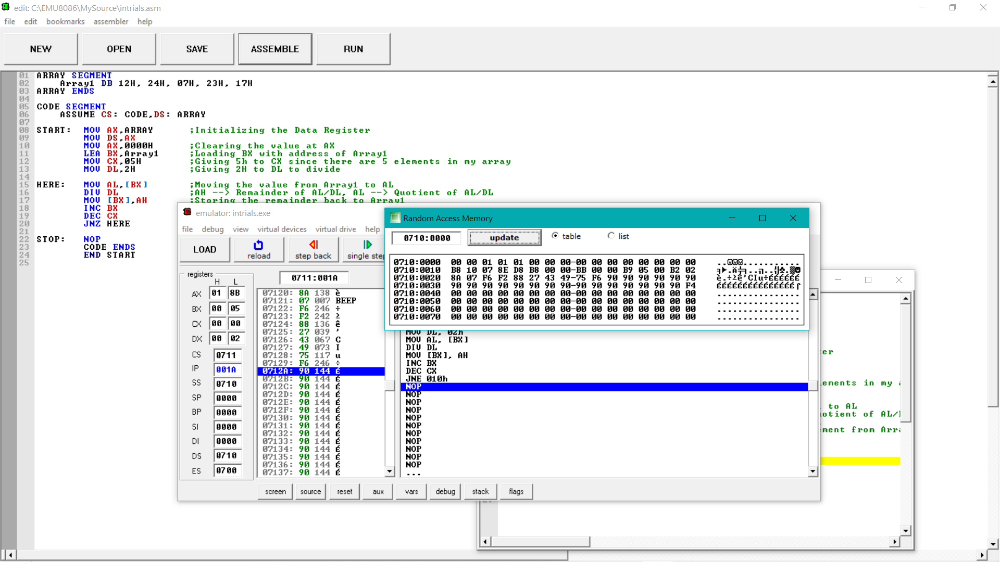 edit: C:\EMU8086\MySource\intrials.asm
file edit bookmarks assembler help
NEW OPEN SAVE ASSEMBLE RUN
01 ARRAY SEGMENT
02 Array1 DB 12H, 24H, 07H, 23H, 17H
03 ARRAY ENDS
04
05 CODE SEGMENT
06 ASSUME CS: CODE,DS: ARRAY
07
08 START: MOV AX,ARRAY ;Initializing the Data Register
09 MOV DS,AX
10 MOV AX,0000H ;Clearing the value at AX
11 LEA BX,Array1 ;Loading BX with address of Array1
12 MOV CX,05H ;Giving 5h to CX since there are 5 elements in my array
13 MOV DL,2H ;Giving 2H to DL to divide
14
15 HERE: MOV AL,[BX] ;Moving the value from Array1 to AL
16 DIV DL ;AH --> Remainder of AL/DL, AL --> Quotient of AL/DL
17 MOV [BX],AH ;Storing the remainder back to Array1
18 INC BX
19 DEC CX
20 JNZ HERE
21
22 STOP: NOP
23 CODE ENDS
24 END START
25
emulator: intrials.exe
file debug view virtual devices virtual drive help
LOAD reload step back single step
registers
H L
AX 01 8B
BX 00 05
CX 00 00
DX 00 02
CS 0711
IP 001A
SS 0710
SP 0000
BP 0000
SI 0000
DI 0000
DS 0710
ES 0700
0711:001A
07120: 8A 138 è
07121: 07 007 BEEP
07122: F6 246 ÷
07123: F2 242 ≥
07124: 88 136 ê
07125: 27 039 '
07126: 43 067 C
07127: 49 073 I
07128: 75 117 u
07129: F6 246 ÷
0712A: 90 144 É
0712B: 90 144 É
0712C: 90 144 É
0712D: 90 144 É
0712E: 90 144 É
0712F: 90 144 É
07130: 90 144 É
07131: 90 144 É
07132: 90 144 É
07133: 90 144 É
07134: 90 144 É
07135: 90 144 É
07136: 90 144 É
07137: 90 144 É
MOV DL, 02h
MOV AL, [BX]
DIV DL
MOV [BX], AH
INC BX
DEC CX
JNE 010h
NOP
NOP
NOP
NOP
NOP
NOP
NOP
NOP
NOP
NOP
NOP
...
screen source reset aux vars debug stack flags
Random Access Memory
0710:0000 update table list
0710:0000 00 00 01 01 01 00 00 00-00 00 00 00 00 00 00 00
0710:0010 B8 10 07 8E D8 B8 00 00-BB 00 00 B9 05 00 B2 02
0710:0020 8A 07 F6 F2 88 27 43 49-75 F6 90 90 90 90 90 90
0710:0030 90 90 90 90 90 90 90 90-90 90 90 90 90 90 90 F4
0710:0040 00 00 00 00 00 00 00 00-00 00 00 00 00 00 00 00
0710:0050 00 00 00 00 00 00 00 00-00 00 00 00 00 00 00 00
0710:0060 00 00 00 00 00 00 00 00-00 00 00 00 00 00 00 00
0710:0070 00 00 00 00 00 00 00 00-00 00 00 00 00 00 00 00
er
ements in my
to AL
otient of AL/
ment from Arr